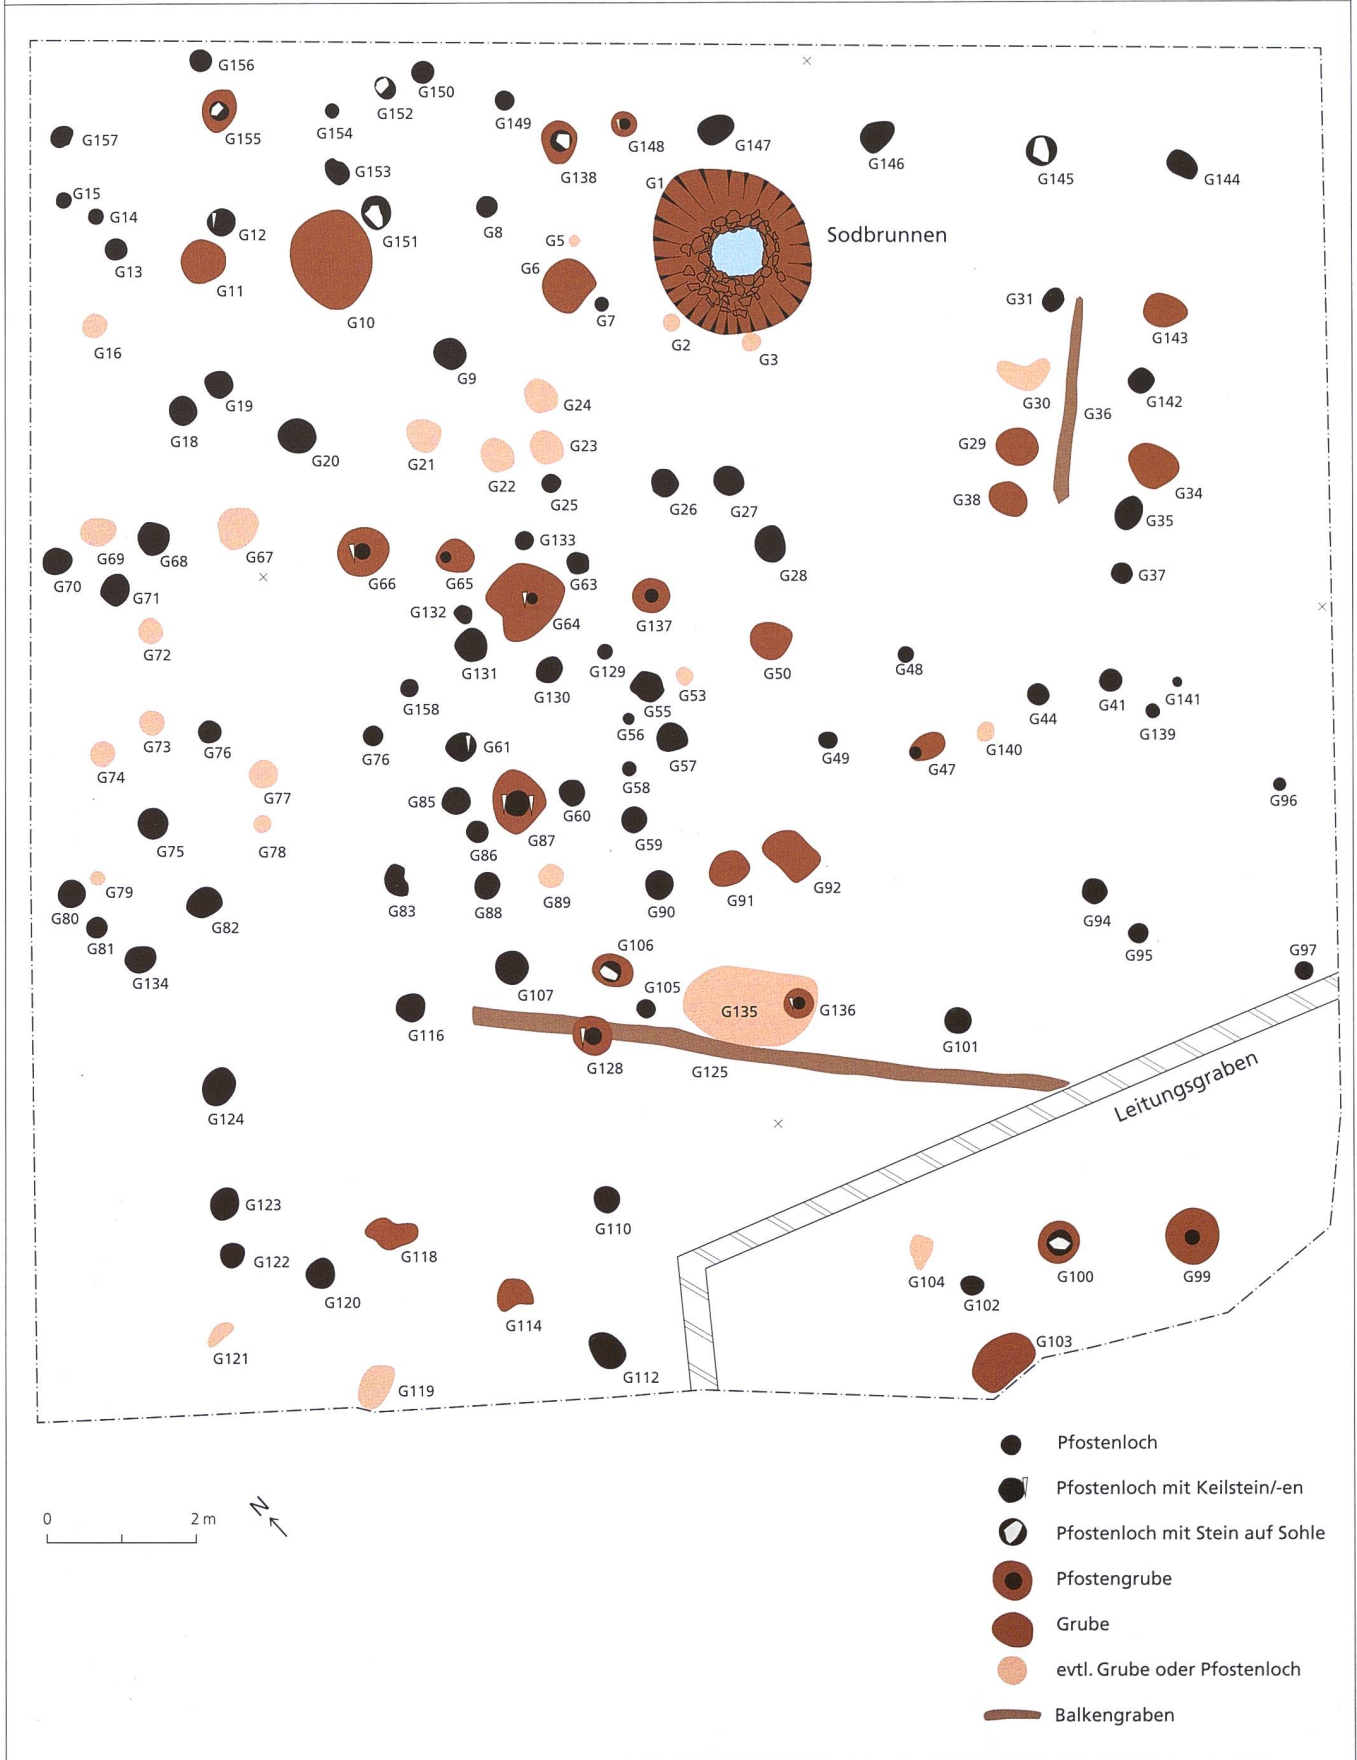 G156
G150
G152
G155
G154
G149
G157
G138
G148
G147
G146
G145
G144
G153
G15
G14
G12
G151
G8
G1
Sodbrunnen
G13
G11
G10
G5
G6
G7
G2
G3
G31
G143
G16
G9
G30
G36
G142
G19
G18
G20
G24
G21
G23
G22
G25
G26
G27
G29
G38
G34
G35
G69
G68
G67
G70
G71
G66
G65
G133
G63
G64
G28
G37
G132
G137
G72
G131
G130
G129
G50
G48
G158
G55
G53
G41
G141
G44
G139
G73
G76
G76
G61
G56
G57
G49
G47
G140
G74
G77
G58
G96
G85
G87
G60
G75
G78
G86
G59
G79
G80
G81
G82
G83
G88
G89
G90
G91
G92
G94
G95
G134
G107
G106
G105
G97
G116
G135
G136
G101
G128
G125
Leitungsgraben
G124
G123
G110
G118
G122
G120
G104
G102
G100
G99
G114
G121
G112
G103
G119
Pfostenloch
Pfostenloch mit Keilstein/-en
0 2 m
N
Pfostenloch mit Stein auf Sohle
Pfostengrube
Grube
evtl. Grube oder Pfostenloch
Balkengraben